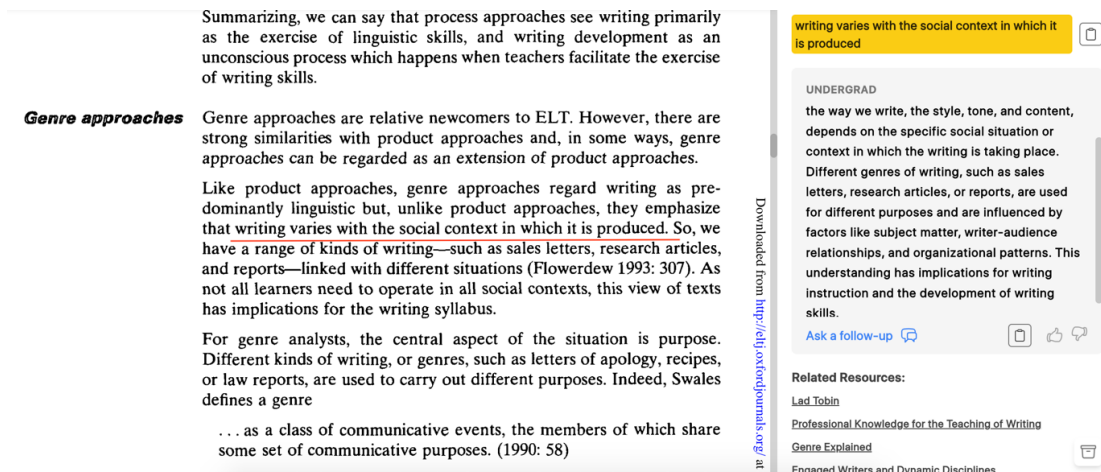 Summarizing, we can say that process approaches see writing primarily
as the exercise of linguistic skills, and writing development as an
unconscious process which happens when teachers facilitate the exercise
of writing skills.
Genre approaches
Genre approaches are relative newcomers to ELT. However, there are
strong similarities with product approaches and, in some ways, genre
approaches can be regarded as an extension of product approaches.
Like product approaches, genre approaches regard writing as pre-
dominantly linguistic but, unlike product approaches, they emphasize
that writing varies with the social context in which it is produced. So, we
have a range of kinds of writing—such as sales letters, research articles,
and reports—linked with different situations (Flowerdew 1993: 307). As
not all learners need to operate in all social contexts, this view of texts
has implications for the writing syllabus.
For genre analysts, the central aspect of the situation is purpose.
Different kinds of writing, or genres, such as letters of apology, recipes,
or law reports, are used to carry out different purposes. Indeed, Swales
defines a genre
. . . as a class of communicative events, the members of which share
some set of communicative purposes. (1990: 58)
Downloaded from http://eltj.oxfordjournals.org/ at
writing varies with the social context in which it
is produced
UNDERGRAD
the way we write, the style, tone, and content,
depends on the specific social situation or
context in which the writing is taking place.
Different genres of writing, such as sales
letters, research articles, or reports, are used
for different purposes and are influenced by
factors like subject matter, writer-audience
relationships, and organizational patterns. This
understanding has implications for writing
instruction and the development of writing
skills.
Ask a follow-up
Related Resources:
Lad Tobin
Professional Knowledge for the Teaching of Writing
Genre Explained
Engaged Writers and Dynamic Disciplines